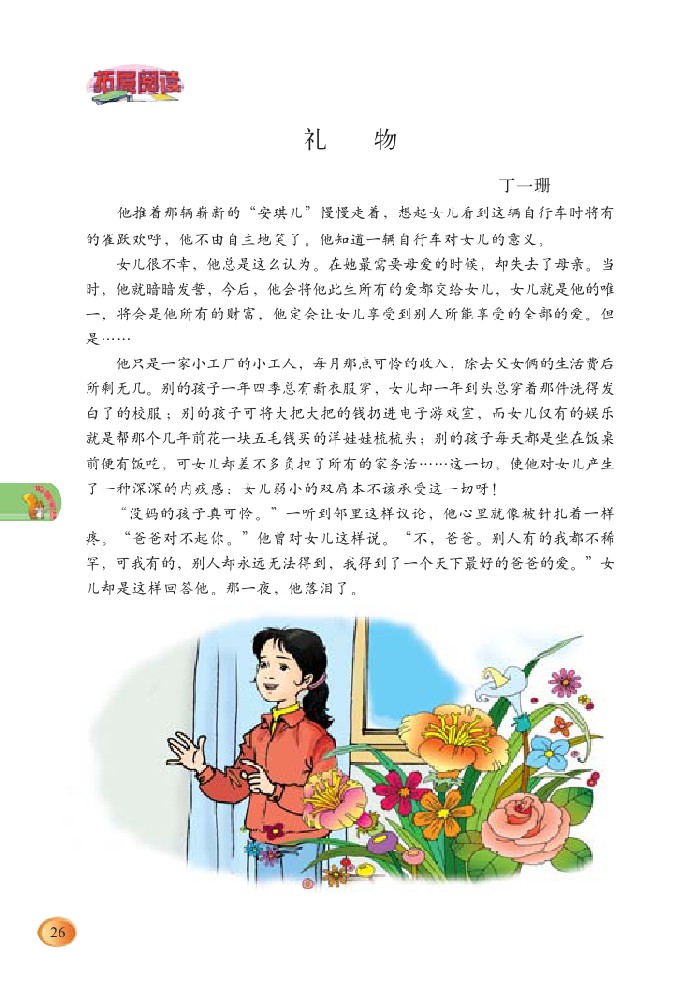 拓展阅读
礼 物
丁一珊
他推着那辆崭新的“安琪儿”慢慢走着，想起女儿看到这辆自行车时将有
的雀跃欢呼，他不由自主地笑了。他知道一辆自行车对女儿的意义。
女儿很不幸，他总是这么认为。在她最需要母爱的时候，却失去了母亲。当
时，他就暗暗发誓，今后，他会将他此生所有的爱都交给女儿，女儿就是他的唯
一，将会是他所有的财富，他定会让女儿享受到别人所能享受的全部的爱。但
是……
他只是一家小工厂的小工人，每月那点可怜的收入，除去父女俩的生活费后
所剩无几。别的孩子一年四季总有新衣服穿，女儿却一年到头总穿着那件洗得发
白了的校服；别的孩子可将大把大把的钱扔进电子游戏室，而女儿仅有的娱乐
就是帮那个几年前花一块五毛钱买的洋娃娃梳梳头；别的孩子每天都是坐在饭桌
前便有饭吃，可女儿却差不多负担了所有的家务活……这一切，使他对女儿产生
了一种深深的内疚感：女儿弱小的双肩本不该承受这一切呀！
“没妈的孩子真可怜。”一听到邻里这样议论，他心里就像被针扎着一样
疼。“爸爸对不起你。”他曾对女儿这样说。“不，爸爸。别人有的我都不稀
罕，可我有的，别人却永远无法得到，我得到了一个天下最好的爸爸的爱。”女
儿却是这样回答他。那一夜，他落泪了。
26